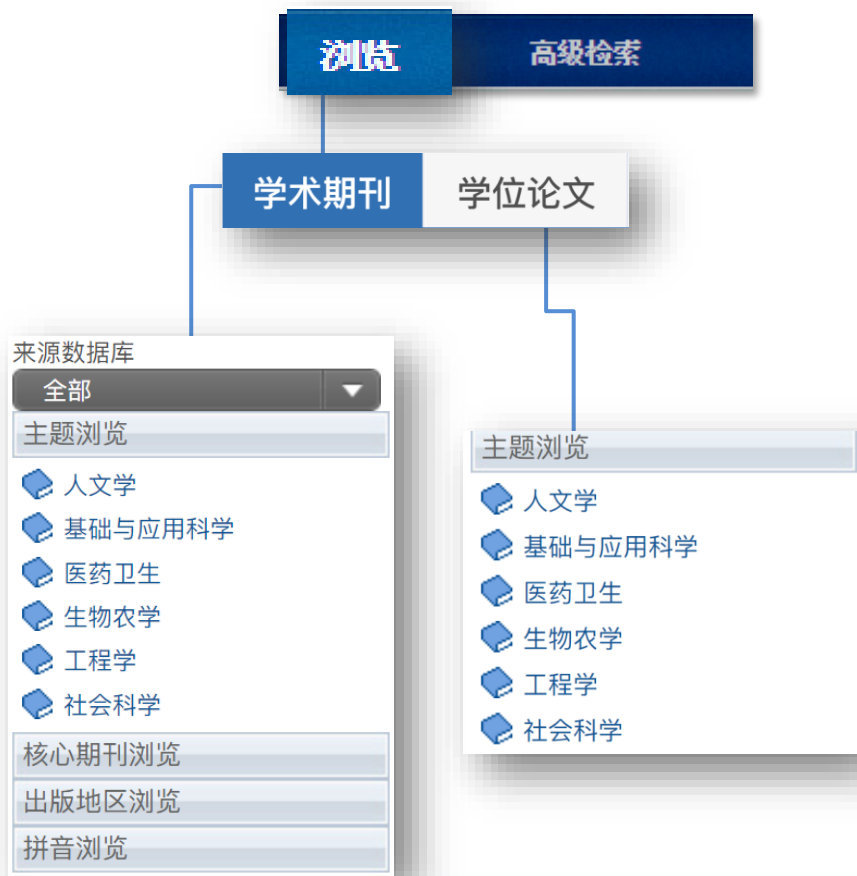 浏览
高级检索
学术期刊
学位论文
来源数据库
全部
主题浏览
人文学
基础与应用科学
医药卫生
生物农学
工程学
社会科学
核心期刊浏览
出版地区浏览
拼音浏览
主题浏览
人文学
基础与应用科学
医药卫生
生物农学
工程学
社会科学